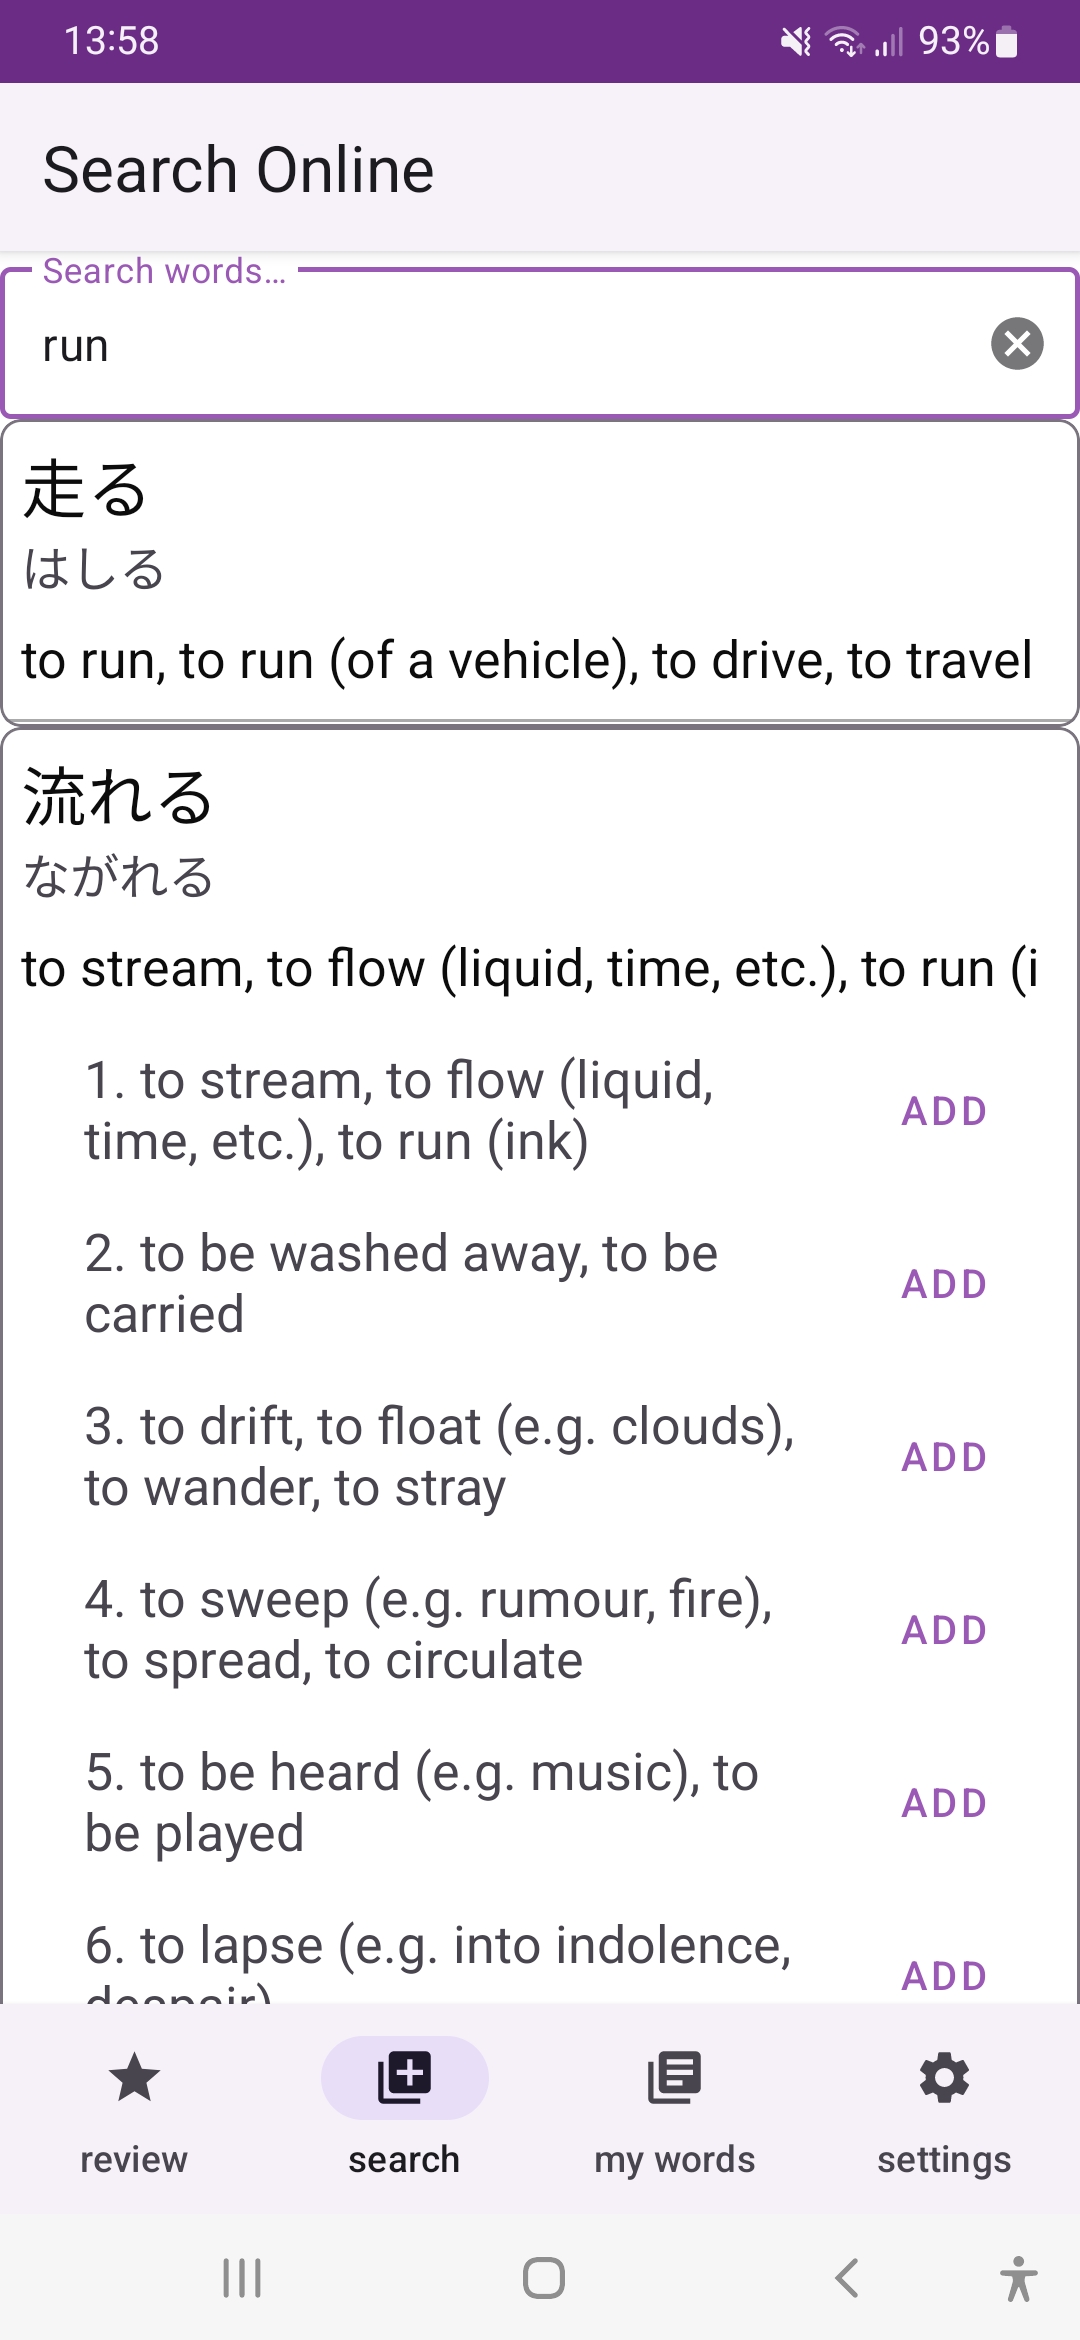 13:58
93%
Search Online
Search words...
run
走る
はしる
to run, to run (of a vehicle), to drive, to travel
流れる
ながれる
to stream, to flow (liquid, time, etc.), to run (i
1. to stream, to flow (liquid,
time, etc.), to run (ink)
ADD
2. to be washed away, to be
carried
ADD
3. to drift, to float (e.g. clouds),
to wander, to stray
ADD
4. to sweep (e.g. rumour, fire),
to spread, to circulate
ADD
5. to be heard (e.g. music), to
be played
ADD
6. to lapse (e.g. into indolence,
despair)
ADD
review
search
my words
settings